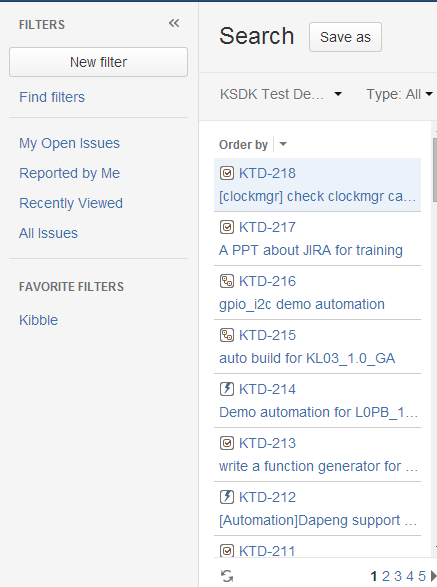 FILTERS
New filter
Find filters
My Open Issues
Reported by Me
Recently Viewed
All Issues
FAVORITE FILTERS
Kibble
Search
Save as
KSDK Test De...
Type: All
Order by
KTD-218
[clockmgr] check clockmgr ca...
KTD-217
A PPT about JIRA for training
KTD-216
gpio_i2c demo automation
KTD-215
auto build for KL03_1.0_GA
KTD-214
Demo automation for L0PB_1...
KTD-213
write a function generator for ...
KTD-212
[Automation]Dapeng support ...
KTD-211
1 2 3 4 5